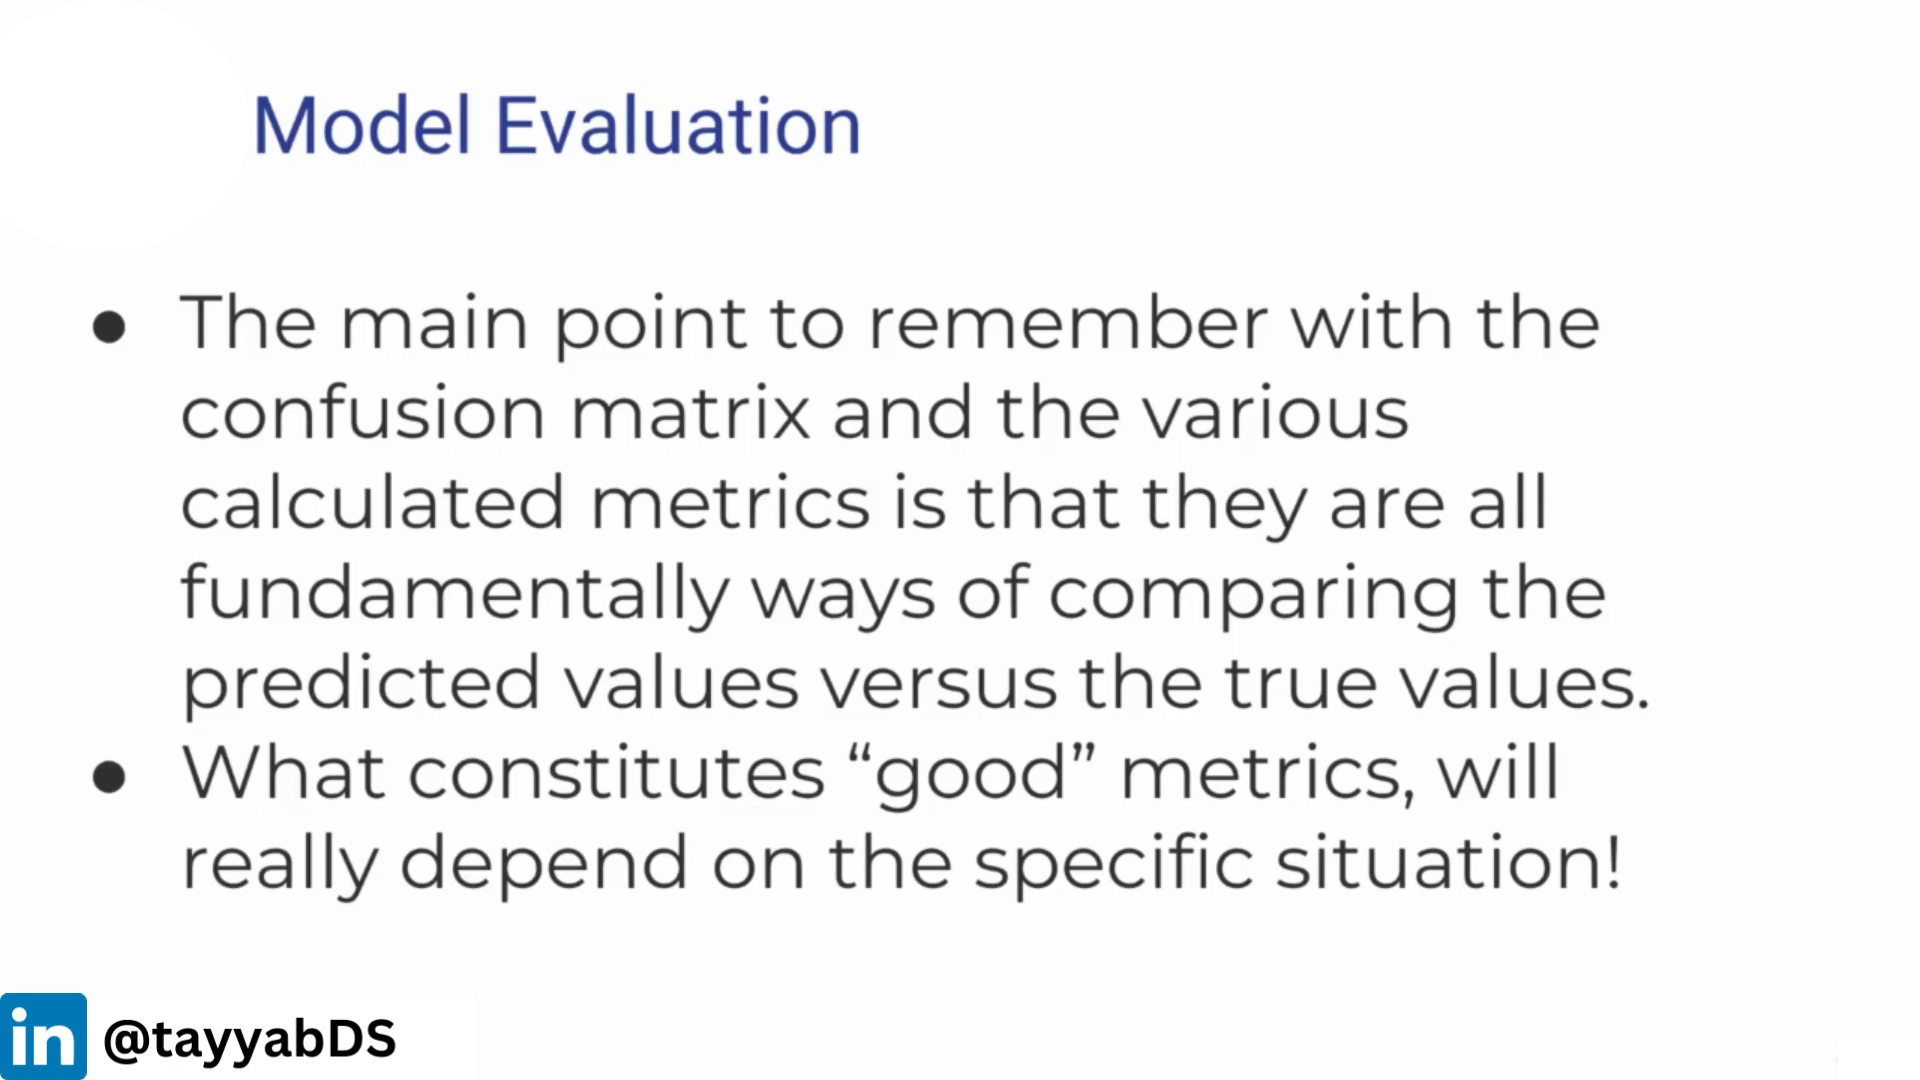 Model Evaluation
● The main point to remember with the
confusion matrix and the various
calculated metrics is that they are all
fundamentally ways of comparing the
predicted values versus the true values.
● What constitutes “good” metrics, will
really depend on the specific situation!
in @tayyabDS